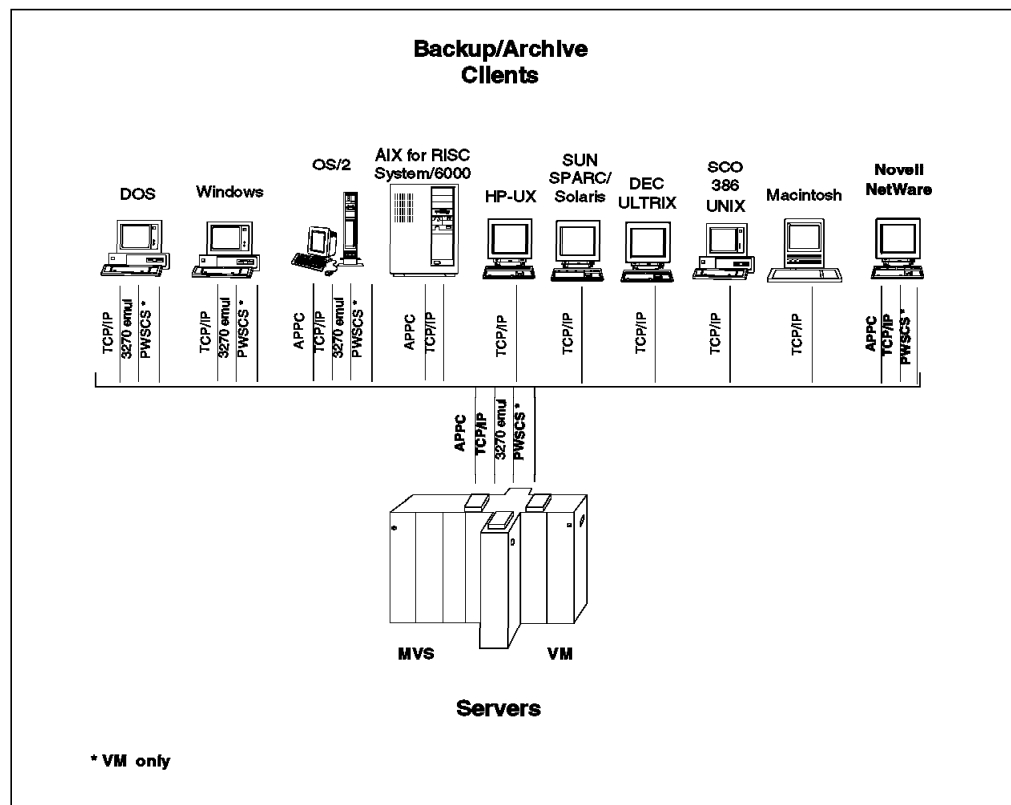 Backup/Archive
Clients
DOS
Windows
OS/2
AIX for RISC
System/6000
HP-UX
SUN
SPARC/
Solaris
DEC
ULTRIX
SCO
386
UNIX
Macintosh
Novell
NetWare
TCP/IP
3270 emul
PWSCS *
TCP/IP
3270 emul
PWSCS *
APPC
TCP/IP
3270 emul
PWSCS *
APPC
TCP/IP
TCP/IP
TCP/IP
TCP/IP
TCP/IP
TCP/IP
APPC
TCP/IP
PWSCS *
APPC
TCP/IP
3270 emul
PWSCS *
MVS
VM
Servers
* VM only